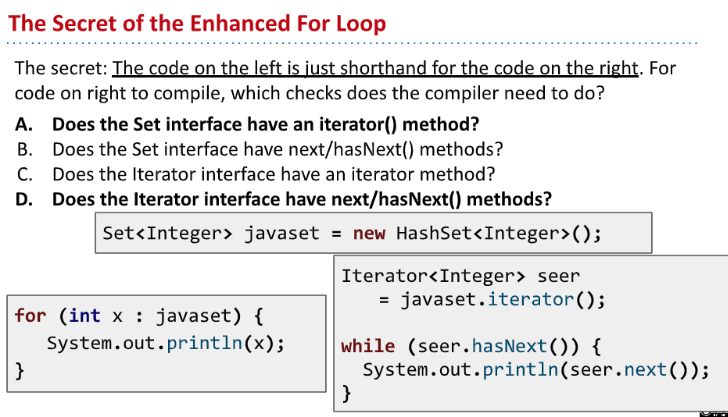 The Secret of the Enhanced For Loop
The secret: The code on the left is just shorthand for the code on the right. For
code on right to compile, which checks does the compiler need to do?
A. Does the Set interface have an iterator() method?
B. Does the Set interface have next/hasNext() methods?
C. Does the Iterator interface have an iterator method?
D. Does the Iterator interface have next/hasNext() methods?
Set<Integer> javaset = new HashSet<Integer>();
for (int x : javaset) {
System.out.println(x);
}
Iterator<Integer> seer
= javaset.iterator();
while (seer.hasNext()) {
System.out.println(seer.next());
}